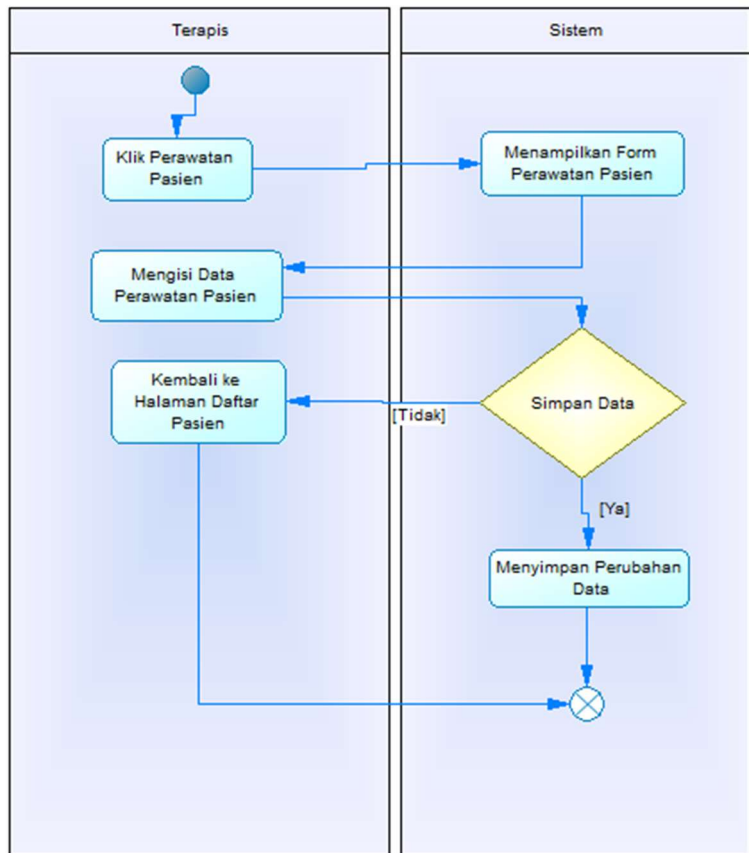 Terapis
Sistem
Klik Perawatan
Pasien
Menampilkan Form
Perawatan Pasien
Mengisi Data
Perawatan Pasien
Kembali ke
Halaman Daftar
Pasien
[Tidak]
Simpan Data
[Ya]
Menyimpan Perubahan
Data